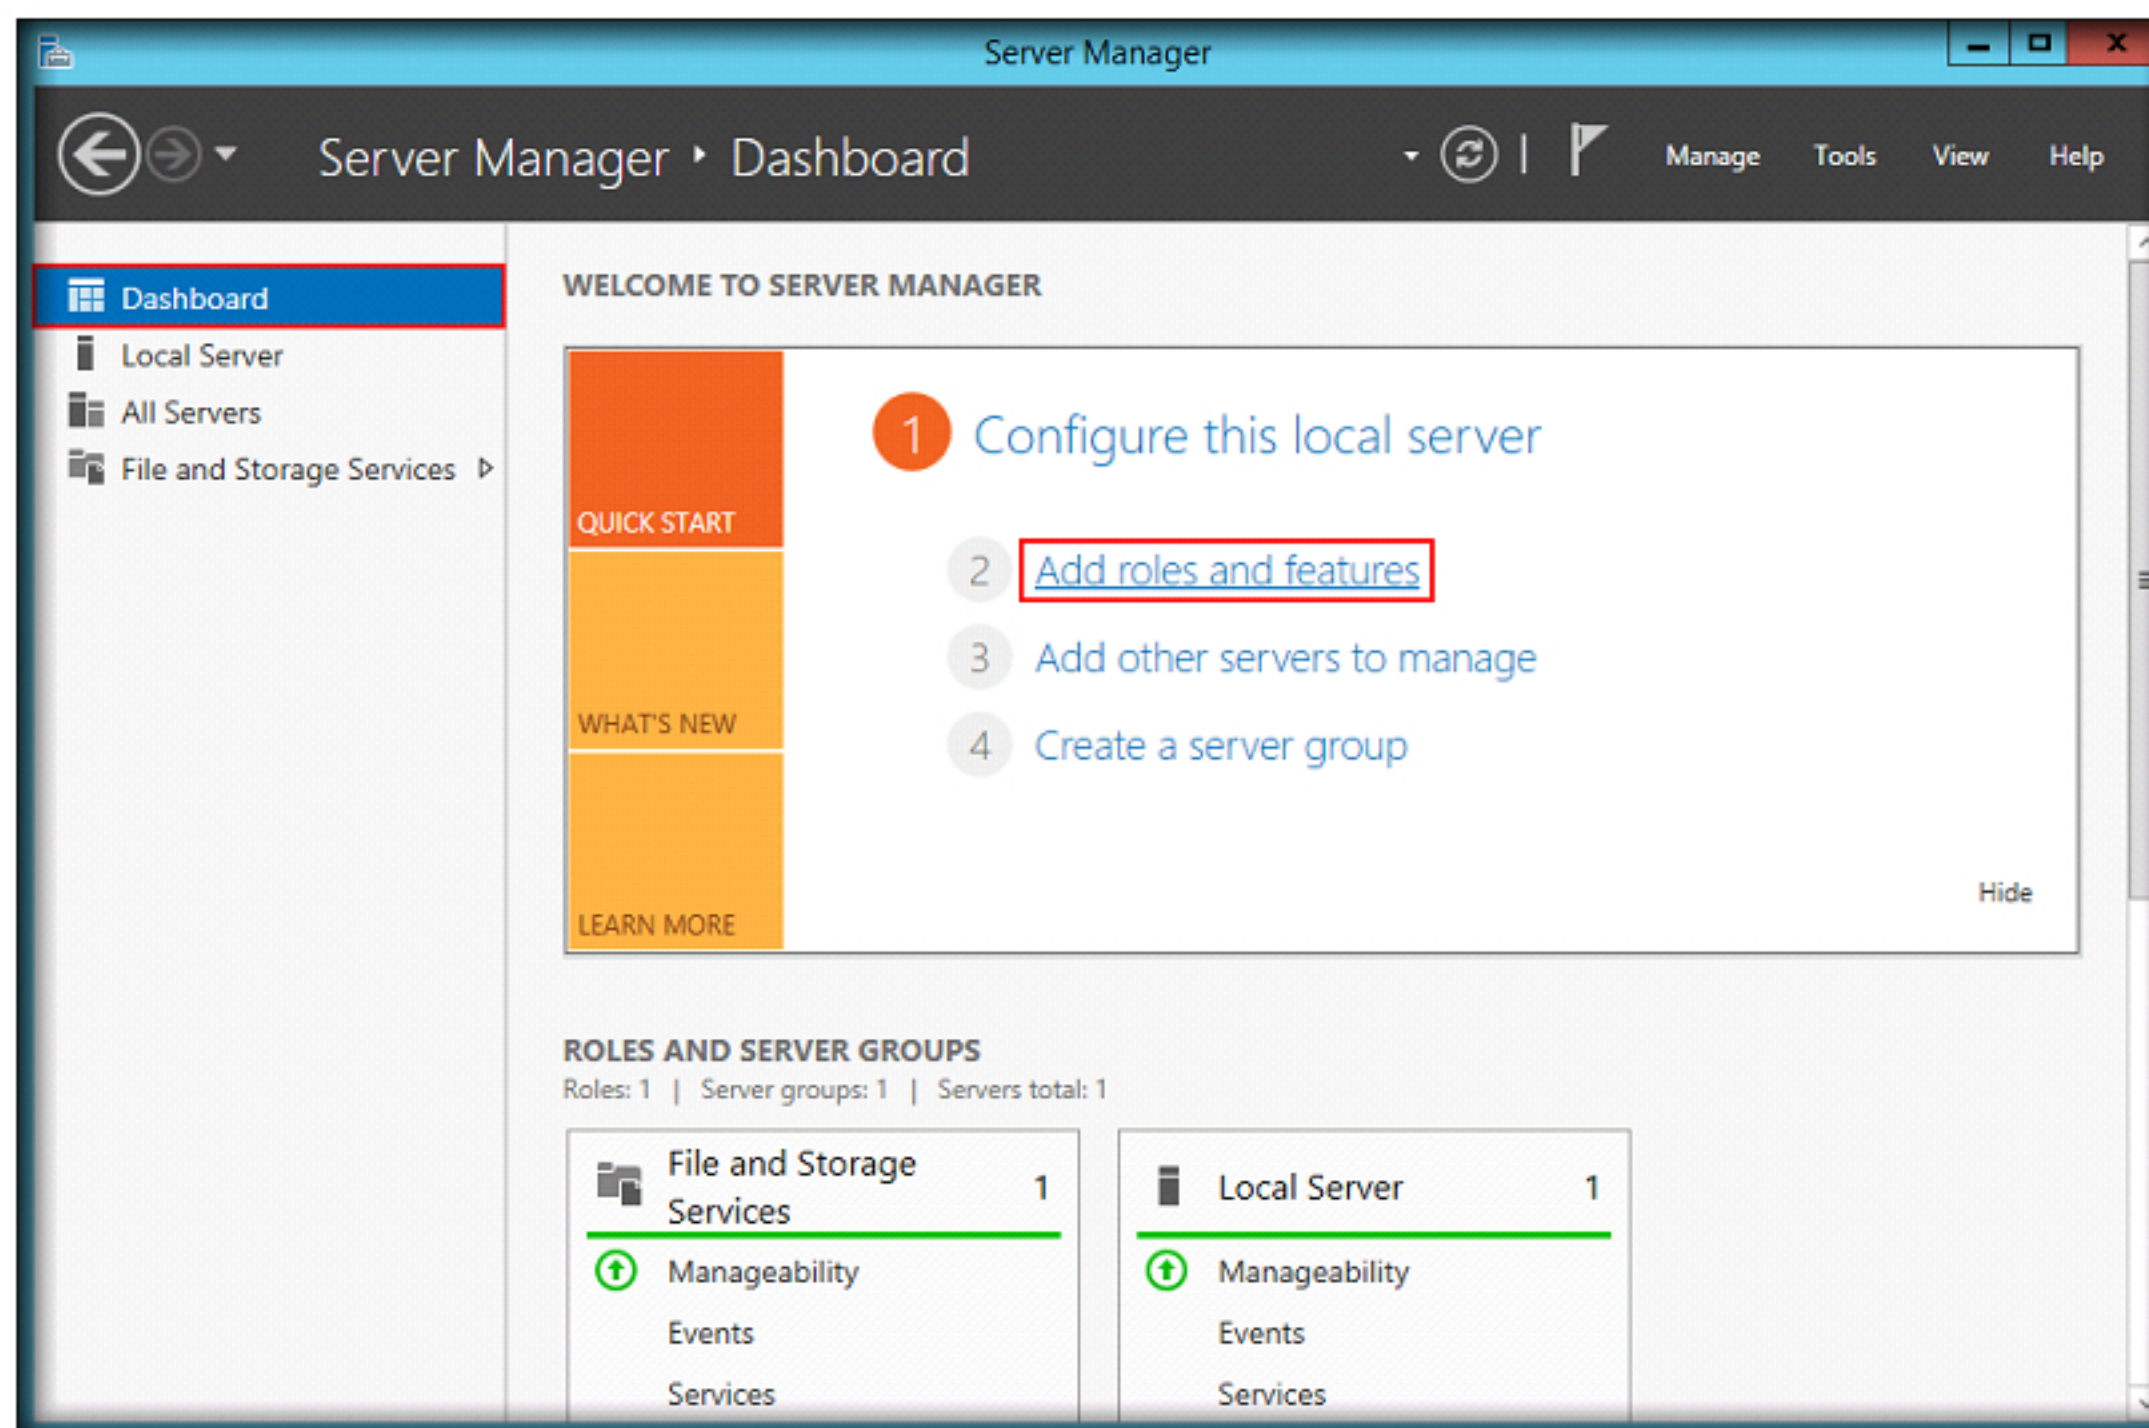 Server Manager
Server Manager ‣ Dashboard
Manage Tools View Help
Dashboard
Local Server
All Servers
File and Storage Services
WELCOME TO SERVER MANAGER
QUICK START
WHAT'S NEW
LEARN MORE
1 Configure this local server
2 Add roles and features
3 Add other servers to manage
4 Create a server group
Hide
ROLES AND SERVER GROUPS
Roles: 1 | Server groups: 1 | Servers total: 1
File and Storage
Services 1
Manageability
Events
Services
Local Server 1
Manageability
Events
Services